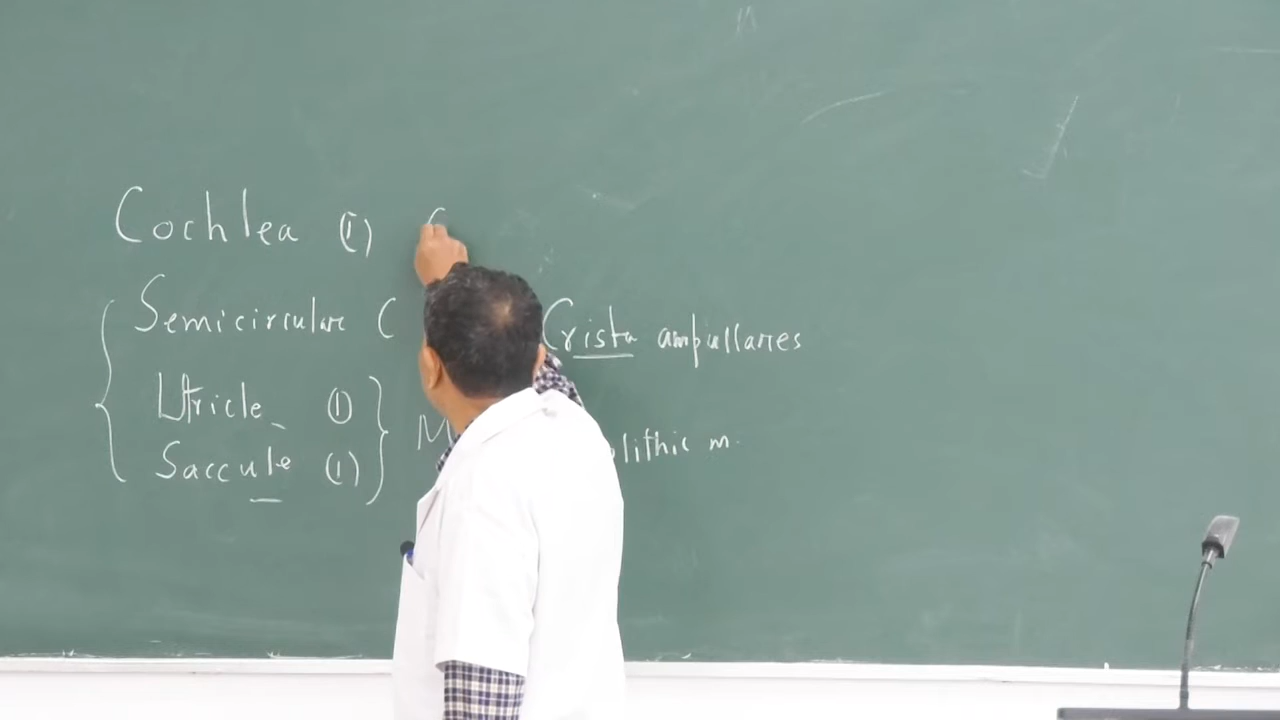 Cochlea (1)
Semicircular C Crista ampullares
Utricle (1)
Saccule (1) M lithic m.